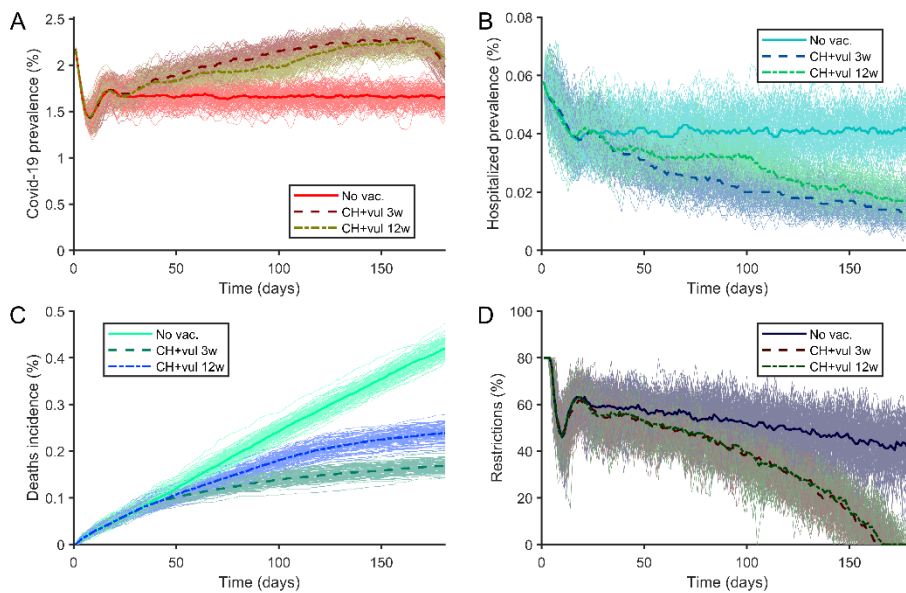 A
Covid-19 prevalence (%)
2.5
2
1.5
1
0.5
0
0
50
100
150
Time (days)
No vac.
CH+vul 3w
CH+vul 12w
B
Hospitalized prevalence (%)
0.08
0.06
0.04
0.02
0
0
50
100
150
Time (days)
No vac.
CH+vul 3w
CH+vul 12w
C
Deaths incidence (%)
0.5
0.4
0.3
0.2
0.1
0
0
50
100
150
Time (days)
No vac.
CH+vul 3w
CH+vul 12w
D
Restrictions (%)
100
80
60
40
20
0
0
50
100
150
Time (days)
No vac.
CH+vul 3w
CH+vul 12w